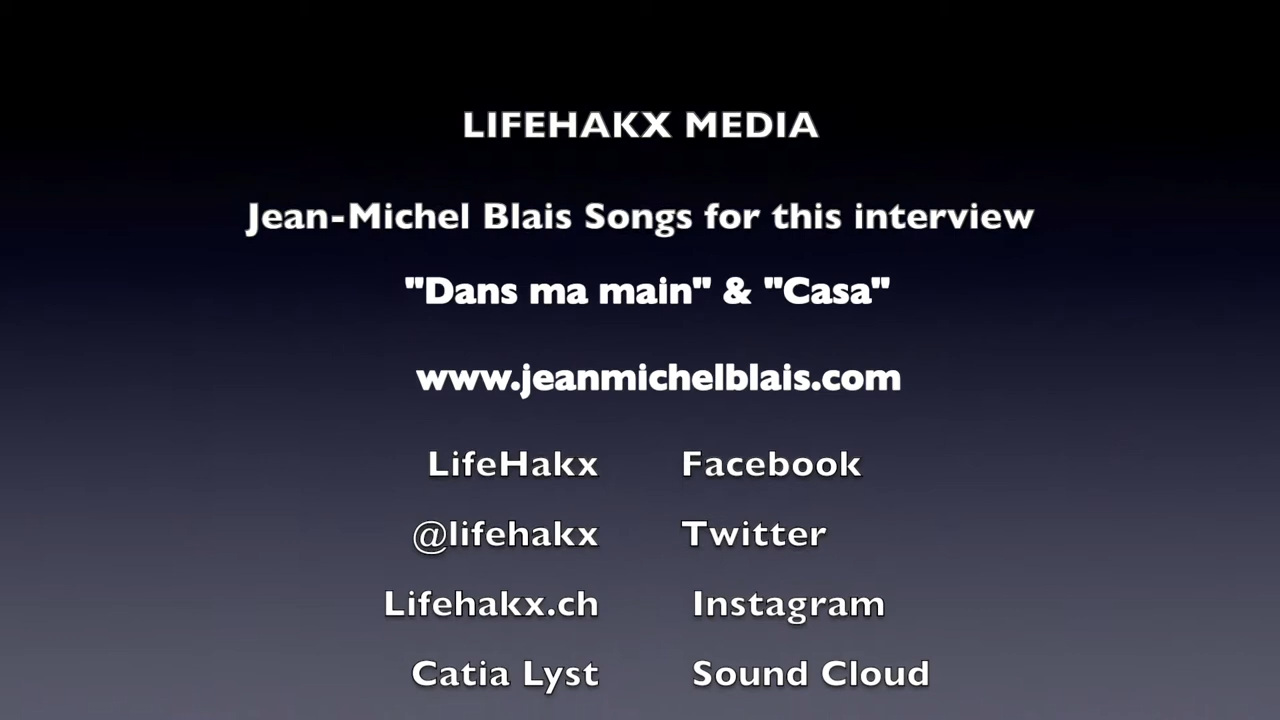 LIFEHAKX MEDIA
Jean-Michel Blais Songs for this interview
"Dans ma main" & "Casa"
www.jeanmichelblais.com
LifeHakx Facebook
@lifehakx Twitter
Lifehakx.ch Instagram
Catia Lyst Sound Cloud